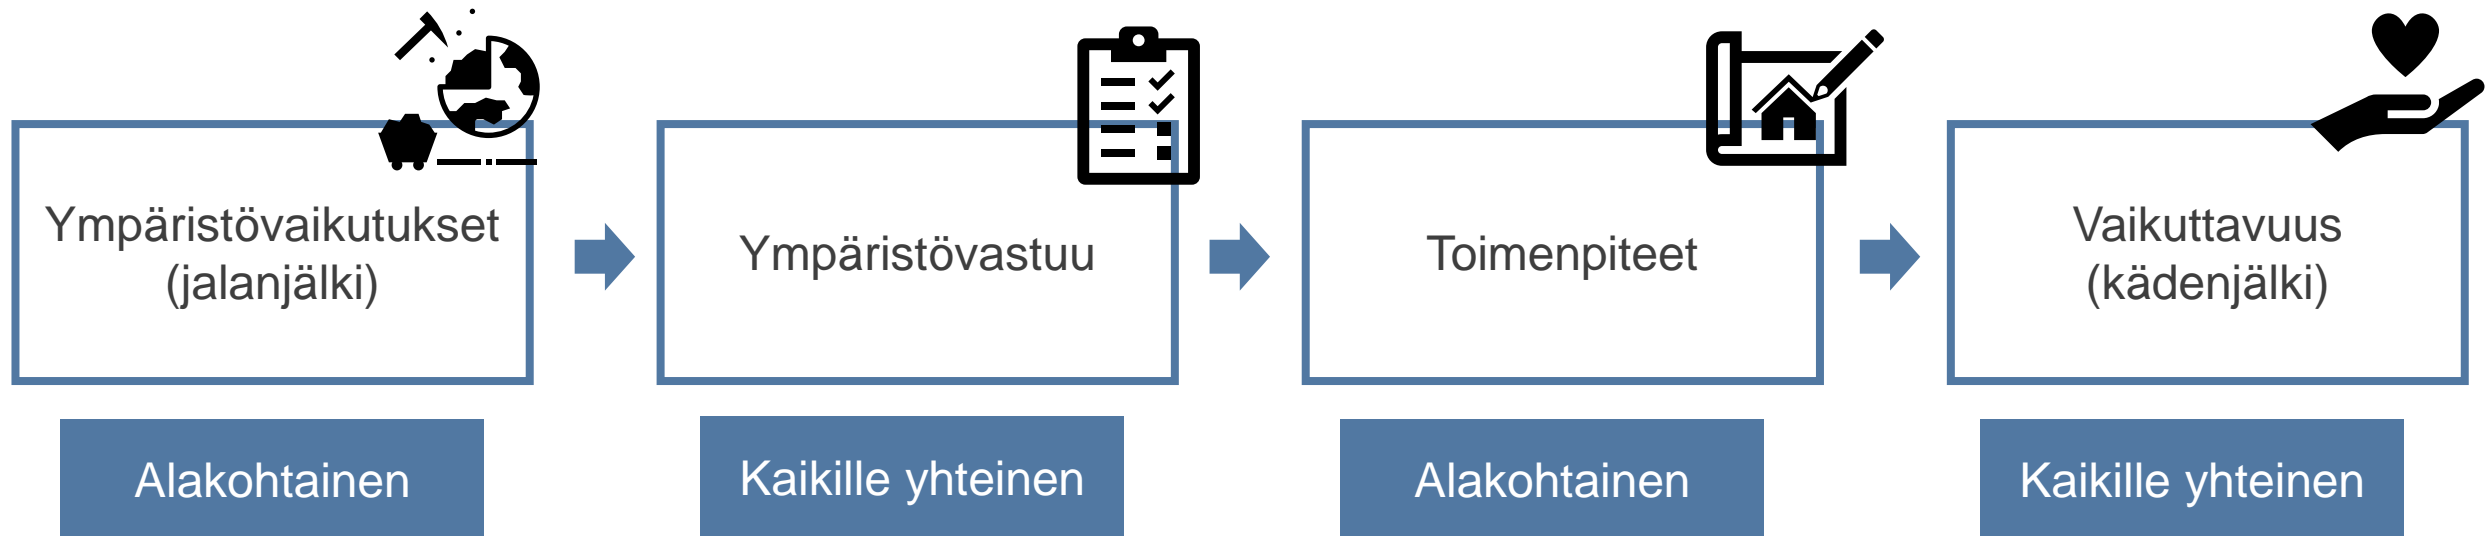 Ympäristövaikutukset
(jalanjälki)
Ympäristövastuu
Toimenpiteet
Vaikuttavuus
(kädenjälki)
Alakohtainen
Kaikille yhteinen
Alakohtainen
Kaikille yhteinen